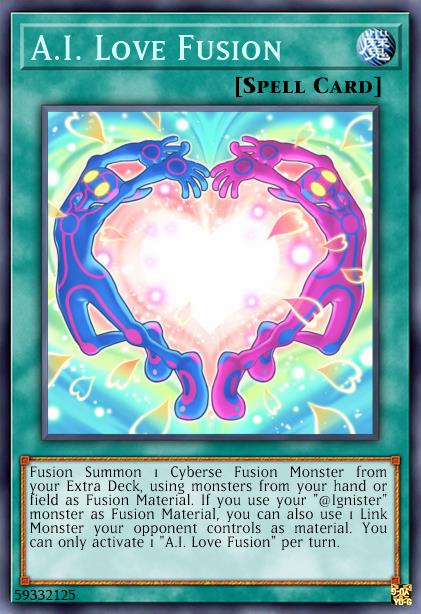 A.I. Love Fusion
魔
[Spell Card]
Fusion Summon 1 Cyberse Fusion Monster from
your Extra Deck, using monsters from your hand or
field as Fusion Material. If you use your "@Ignister"
monster as Fusion Material, you can also use 1 Link
Monster your opponent controls as material. You
can only activate 1 "A.I. Love Fusion" per turn.
59332125